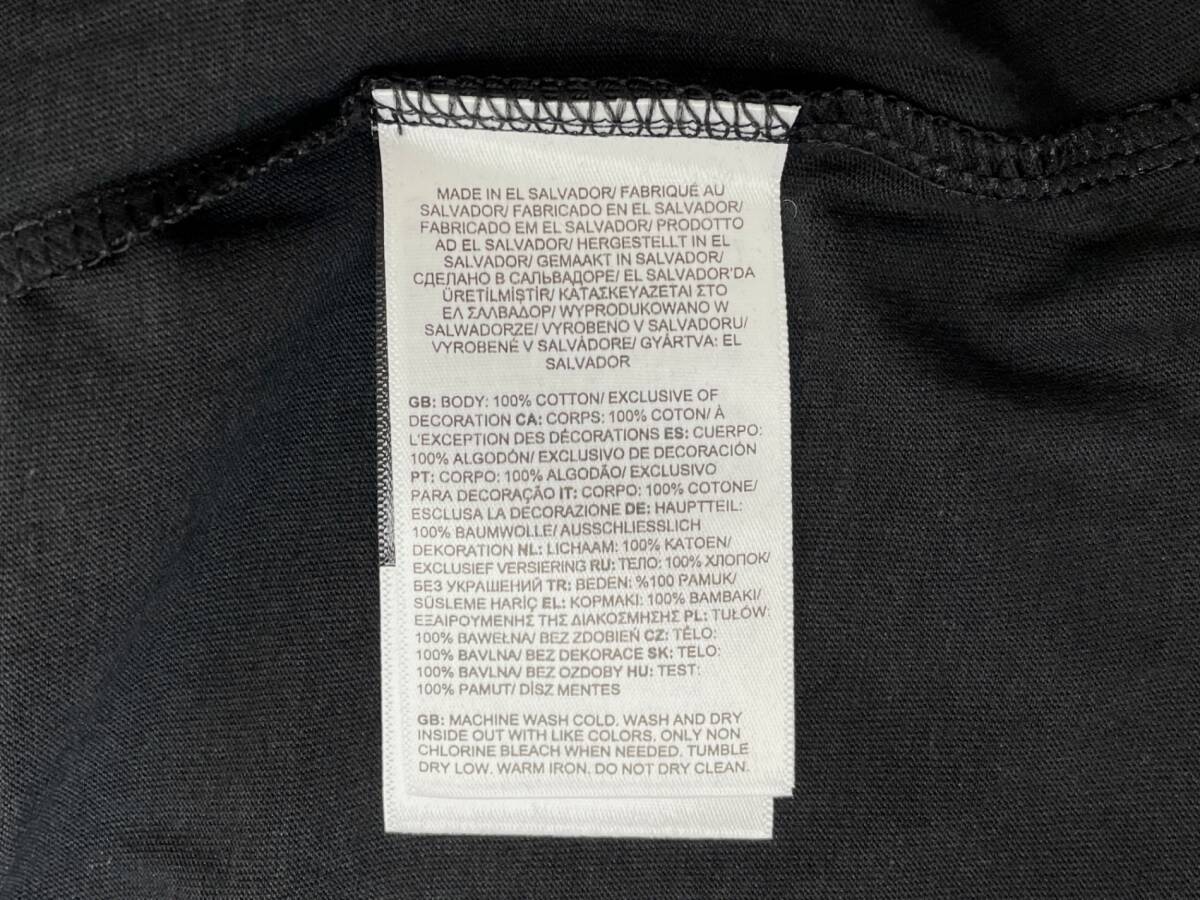 MADE IN EL SALVADOR/ FABRIQUÉ AU
SALVADOR/ FABRICADO EN EL SALVADOR/
FABRICADO EM EL SALVADOR/ PRODOTTO
AD EL SALVADOR/ HERGESTELLT IN EL
SALVADOR/ GEMAAKT IN SALVADOR/
СДЕЛАНО В САЛЬВАДОРЕ/ EL SALVADOR'DA
ÜRETİLMİŞTİR/ ΚΑΤΑΣΚΕΥΑΖΕΤΑΙ ΣΤΟ
ΕΛ ΣΑΛΒΑΔΟΡ/ WYPRODUKOWANO W
SALWADORZE/ VYROBENO V SALVADORU/
VYROBENÉ V SALVÁDORE/ GYÁRTVA: EL
SALVADOR
GB: BODY: 100% COTTON/ EXCLUSIVE OF
DECORATION CA: CORPS: 100% COTON/ À
L'EXCEPTION DES DÉCORATIONS ES: CUERPO:
100% ALGODÓN/ EXCLUSIVO DE DECORACIÓN
PT: CORPO: 100% ALGODÃO/ EXCLUSIVO
PARA DECORAÇÃO IT: CORPO: 100% COTONE/
ESCLUSA LA DECORAZIONE DE: HAUPTTEIL:
100% BAUMWOLLE/ AUSSCHLIESSLICH
DEKORATION NL: LICHAAM: 100% KATOEN/
EXCLUSIEF VERSIERING RU: ТЕЛО: 100% ХЛОПОК/
БЕЗ УКРАШЕНИЙ TR: BEDEN: %100 PAMUK/
SÜSLEME HARİÇ EL: ΚΟΡΜΑΚΙ: 100% ΒΑΜΒΑΚΙ/
ΕΞΑΙΡΟΥΜΕΝΗΣ ΤΗΣ ΔΙΑΚΟΣΜΗΣΗΣ PL: TUŁÓW:
100% BAWEŁNA/ BEZ ZDOBIEŃ CZ: TĚLO:
100% BAVLNA/ BEZ DEKORACE SK: TELO:
100% BAVLNA/ BEZ OZDOBY HU: TEST:
100% PAMUT/ DÍSZ MENTES
GB: MACHINE WASH COLD. WASH AND DRY
INSIDE OUT WITH LIKE COLORS. ONLY NON
CHLORINE BLEACH WHEN NEEDED. TUMBLE
DRY LOW. WARM IRON. DO NOT DRY CLEAN.